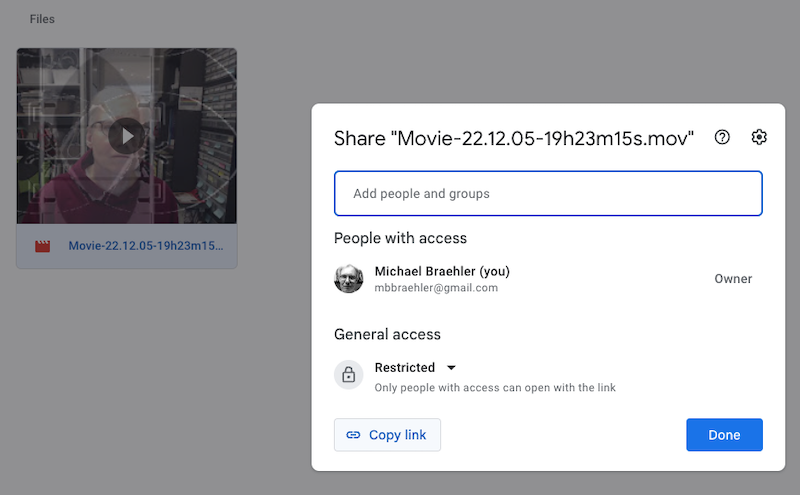 Files
Movie-22.12.05-19h23m15...
Share "Movie-22.12.05-19h23m15s.mov"
Add people and groups
People with access
Michael Braehler (you)
mbbraehler@gmail.com
Owner
General access
Restricted
Only people with access can open with the link
Copy link
Done